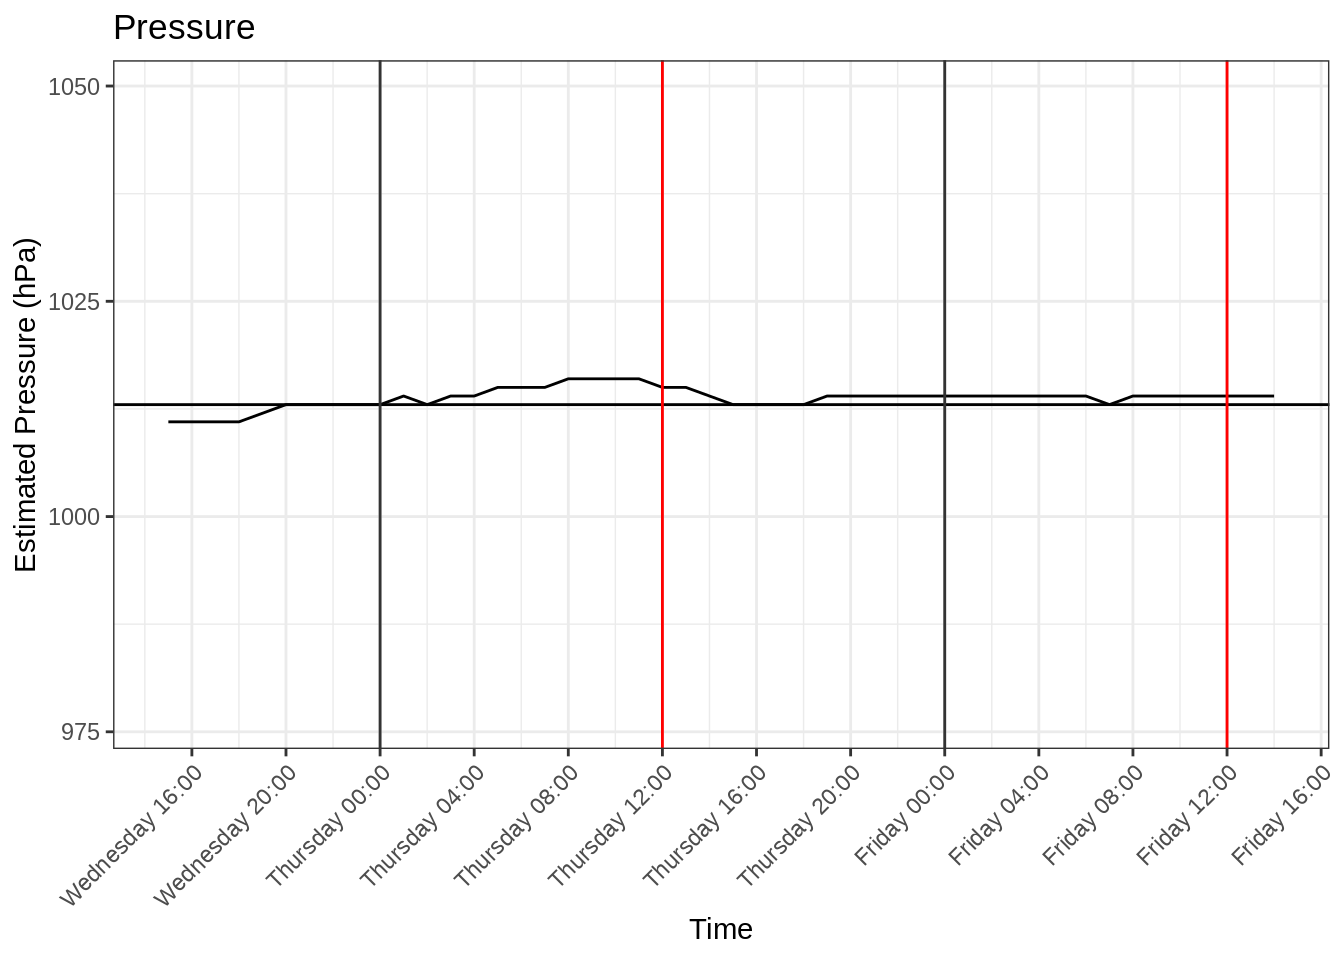 Pressure
1050
1025
1000
975
Estimated Pressure (hPa)
Wednesday 16:00
Wednesday 20:00
Thursday 00:00
Thursday 04:00
Thursday 08:00
Thursday 12:00
Thursday 16:00
Thursday 20:00
Friday 00:00
Friday 04:00
Friday 08:00
Friday 12:00
Friday 16:00
Time